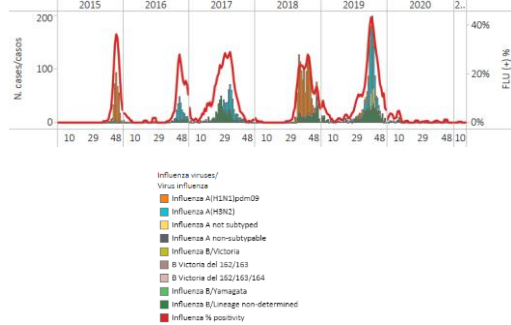 2015 2016 2017 2018 2019 2020 2..
200 40%
N. cases/casos
100 20%
FLU (+) %
0 0%
10 29 48 10 29 48 10 29 48 10 29 48 10 29 48 10 29 48 10
Influenza viruses/
Virus influenza
Influenza A(H1N1)pdm09
Influenza A(H3N2)
Influenza A not subtyped
Influenza A non-subtypable
Influenza B/Victoria
B Victoria del 162/163
B Victoria del 162/163/164
Influenza B/Yamagata
Influenza B/Lineage non-determined
Influenza % positivity